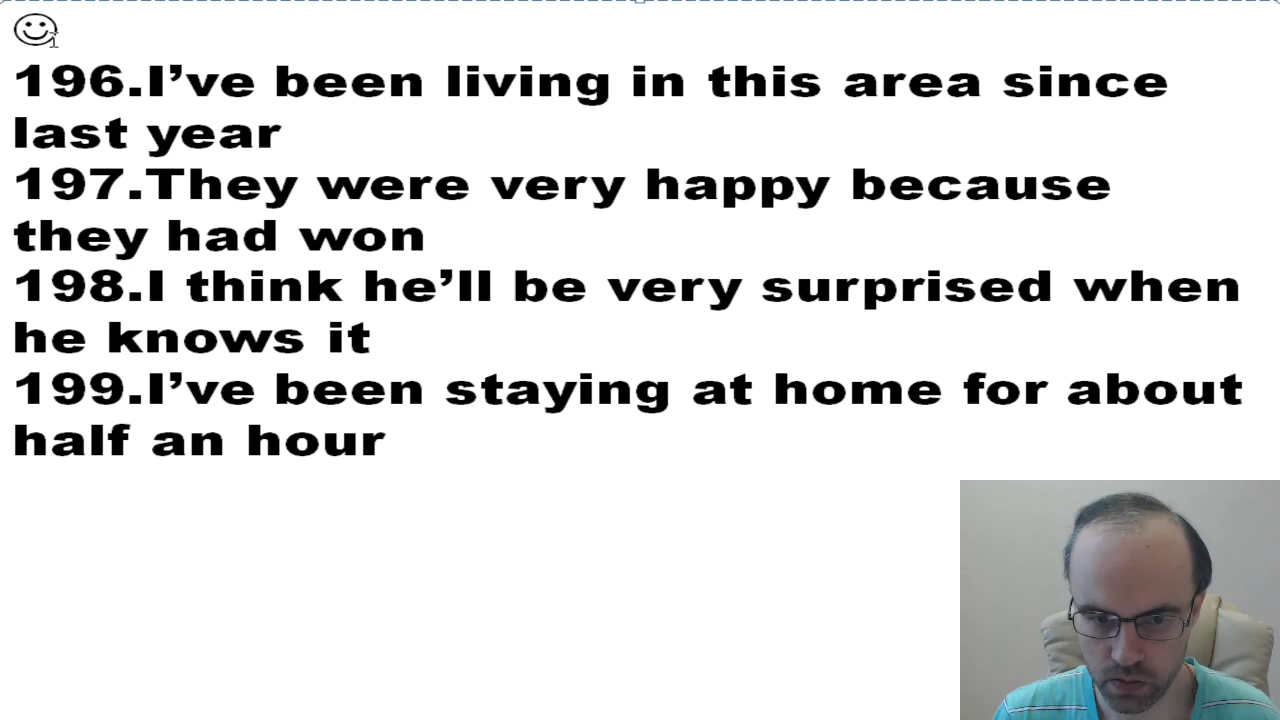 196.I’ve been living in this area since
last year
197.They were very happy because
they had won
198.I think he’ll be very surprised when
he knows it
199.I’ve been staying at home for about
half an hour